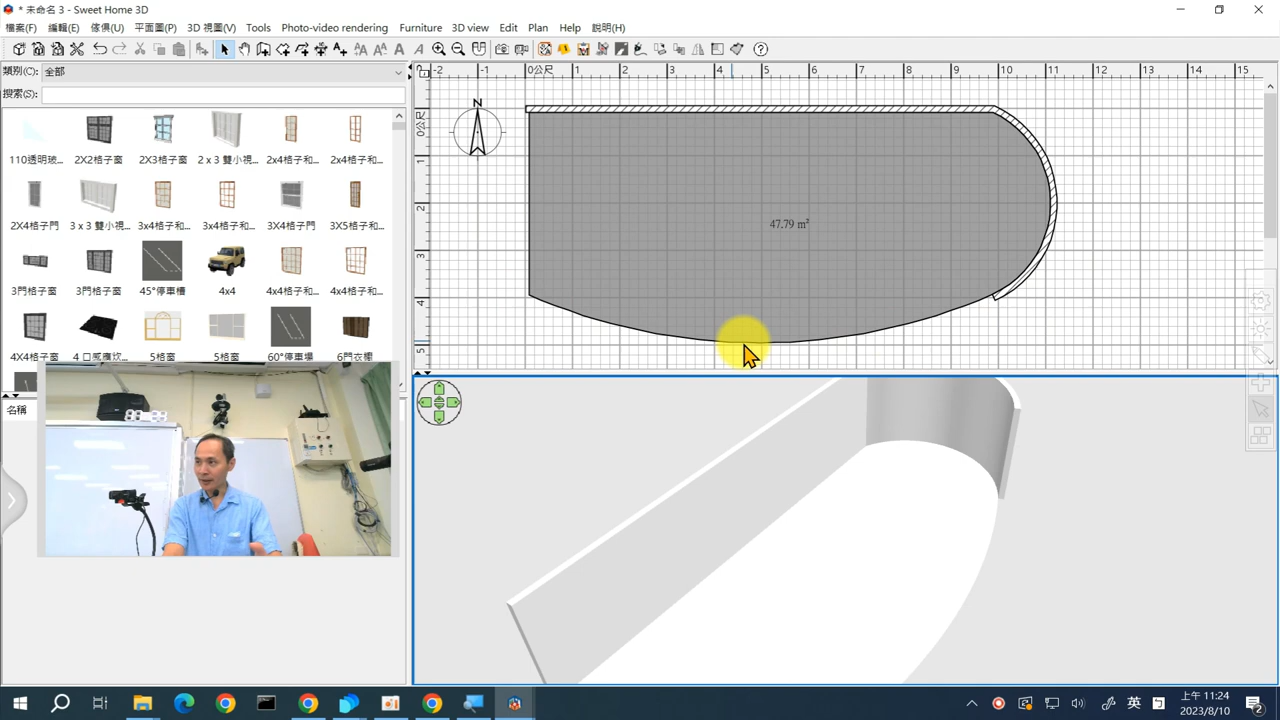 * 未命名 3 - Sweet Home 3D
檔案(F) 編輯(E) 傢俱(U) 平面圖(P) 3D 視圖(V) Tools Photo-video rendering Furniture 3D view Edit Plan Help 說明(H)
類別(C): 全部
搜索(S):
-2 -1 0公尺 1 2 3 4 5 6 7 8 9 10 11 12 13 14 15
0公尺
1
2
3
4
5
N
110透明玻... 2X2格子窗 2X3格子窗 2 x 3 雙小視... 2x4格子和... 2x4格子和...
2X4格子門 3 x 3 雙小視... 3x4格子和... 3x4格子和... 3X4格子門 3X5格子和...
3門格子窗 3門格子窗 45°停車槽 4x4 4x4格子和... 4x4格子和...
4X4格子窗 4 口瓦斯炊... 5格窗 5格窗 60°停車場 6門衣櫃
47.79 m²
名稱
英
上午 11:24
2023/8/10
2